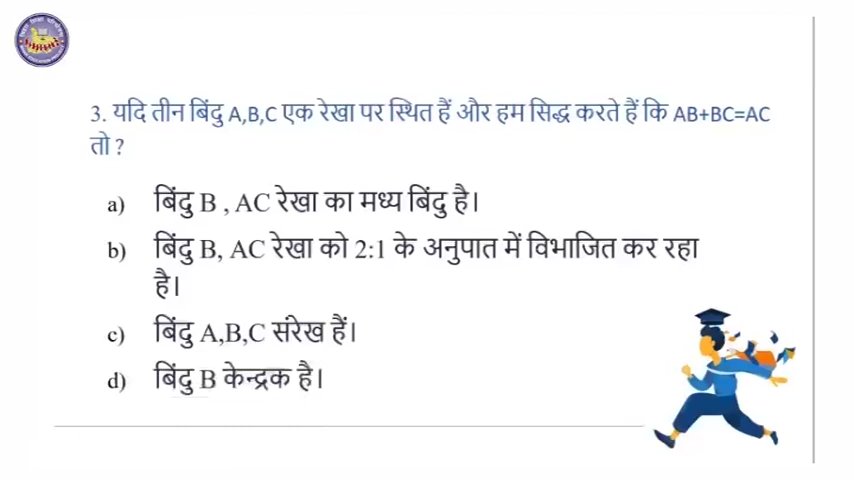 3. यदि तीन बिंदु A,B,C एक रेखा पर स्थित हैं और हम सिद्ध करते हैं कि AB+BC=AC
तो ?
a) बिंदु B , AC रेखा का मध्य बिंदु है।
b) बिंदु B, AC रेखा को 2:1 के अनुपात में विभाजित कर रहा
है।
c) बिंदु A,B,C संरेख हैं।
d) बिंदु B केन्द्रक है।